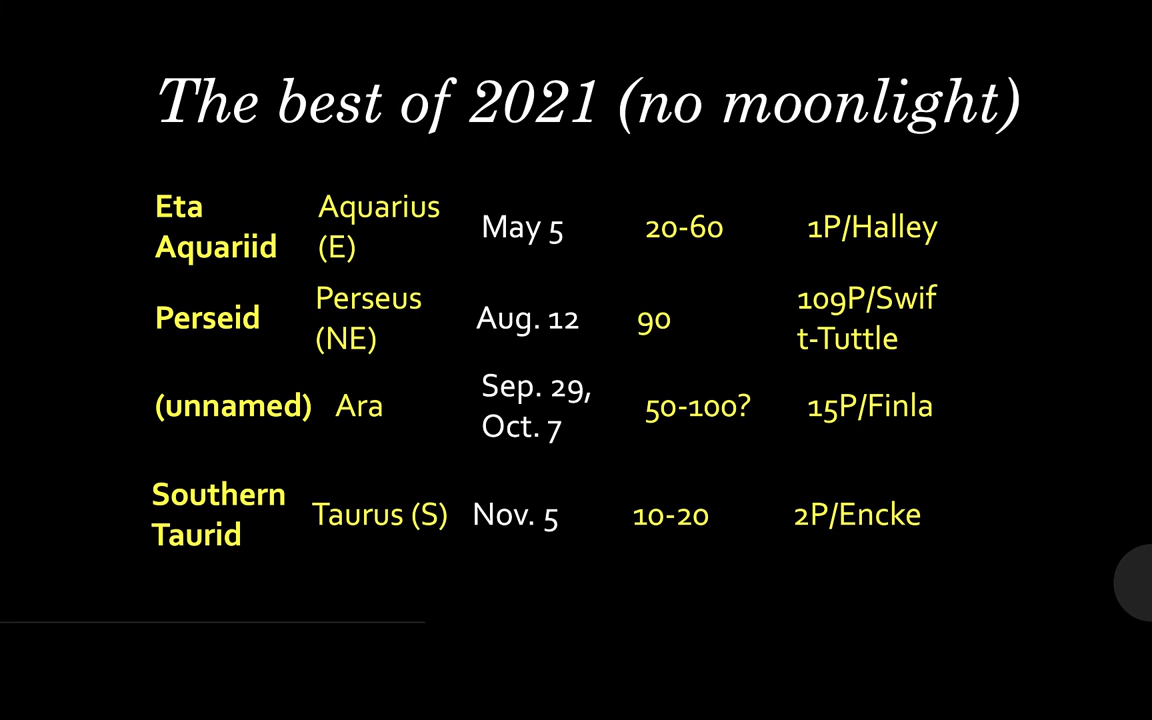 The best of 2021 (no moonlight)
Eta
Aquariid
Aquarius
(E)
May 5
20-60
1P/Halley
Perseid
Perseus
(NE)
Aug. 12
90
109P/Swif
t-Tuttle
(unnamed)
Ara
Sep. 29,
Oct. 7
50-100?
15P/Finla
Southern
Taurid
Taurus (S)
Nov. 5
10-20
2P/Encke